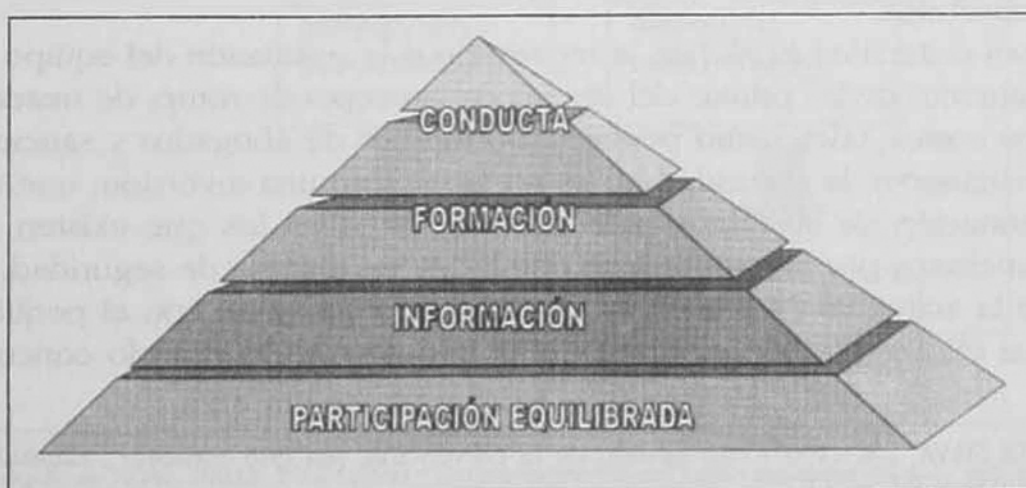 CONDUCTA
FORMACIÓN
INFORMACIÓN
PARTICIPACIÓN EQUILIBRADA